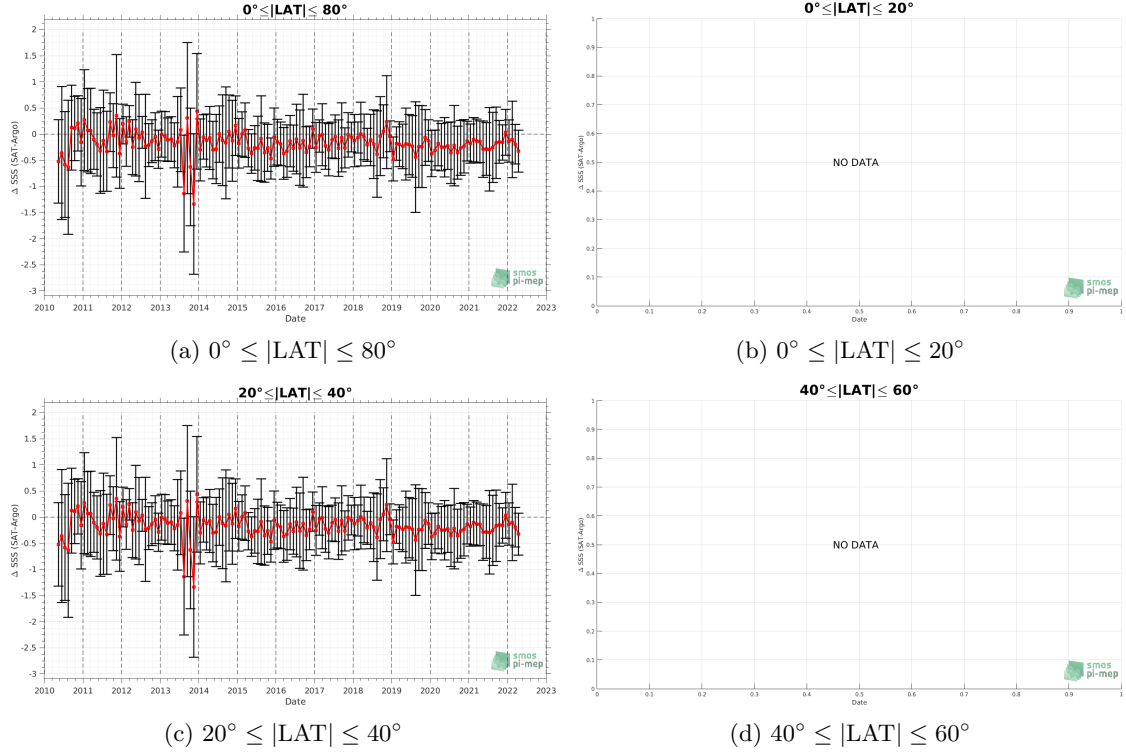 0°≤|LAT|≤ 80°
2
1.5
1
0.5
0
-0.5
-1
-1.5
-2
-2.5
-3
Δ SSS (SAT-Argo)
2010 2011 2012 2013 2014 2015 2016 2017 2018 2019 2020 2021 2022 2023
Date
smos
pi-mep
(a) 0° ≤ |LAT| ≤ 80°
0°≤|LAT|≤ 20°
1
0.9
0.8
0.7
0.6
0.5
0.4
0.3
0.2
0.1
0
Δ SSS (SAT-Argo)
NO DATA
0 0.1 0.2 0.3 0.4 0.5 0.6 0.7 0.8 0.9 1
Date
smos
pi-mep
(b) 0° ≤ |LAT| ≤ 20°
20°≤|LAT|≤ 40°
2
1.5
1
0.5
0
-0.5
-1
-1.5
-2
-2.5
-3
Δ SSS (SAT-Argo)
2010 2011 2012 2013 2014 2015 2016 2017 2018 2019 2020 2021 2022 2023
Date
smos
pi-mep
(c) 20° ≤ |LAT| ≤ 40°
40°≤|LAT|≤ 60°
1
0.9
0.8
0.7
0.6
0.5
0.4
0.3
0.2
0.1
0
Δ SSS (SAT-Argo)
NO DATA
0 0.1 0.2 0.3 0.4 0.5 0.6 0.7 0.8 0.9 1
Date
smos
pi-mep
(d) 40° ≤ |LAT| ≤ 60°